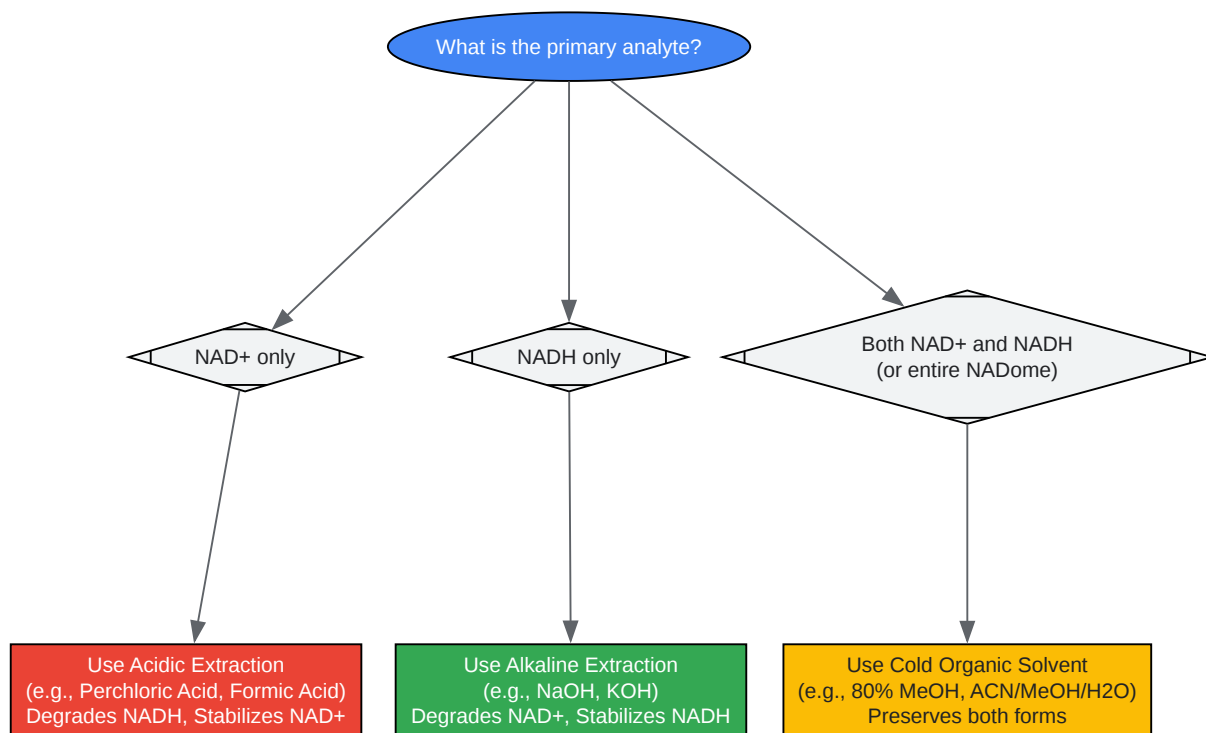 What is the primary analyte?
NAD+ only
NADH only
Both NAD+ and NADH
(or entire NADome)
Use Acidic Extraction
(e.g., Perchloric Acid, Formic Acid)
Degrades NADH, Stabilizes NAD+
Use Alkaline Extraction
(e.g., NaOH, KOH)
Degrades NAD+, Stabilizes NADH
Use Cold Organic Solvent
(e.g., 80% MeOH, ACN/MeOH/H2O)
Preserves both forms